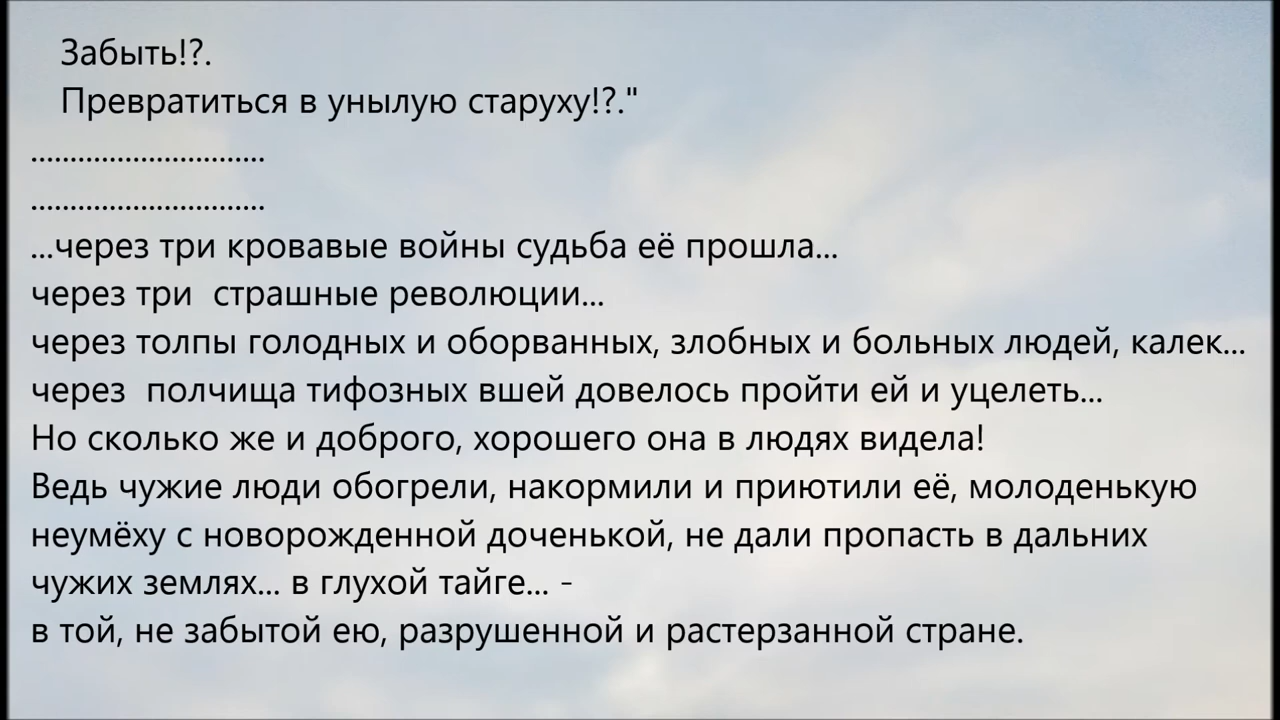 Забыть!?.
Превратиться в унылую старуху!?."
.............................
.............................
...через три кровавые войны судьба её прошла...
через три  страшные революции...
через толпы голодных и оборванных, злобных и больных людей, калек...
через  полчища тифозных вшей довелось пройти ей и уцелеть...
Но сколько же и доброго, хорошего она в людях видела!
Ведь чужие люди обогрели, накормили и приютили её, молоденькую
неумёху с новорожденной доченькой, не дали пропасть в дальних
чужих землях... в глухой тайге... -
в той, не забытой ею, разрушенной и растерзанной стране.